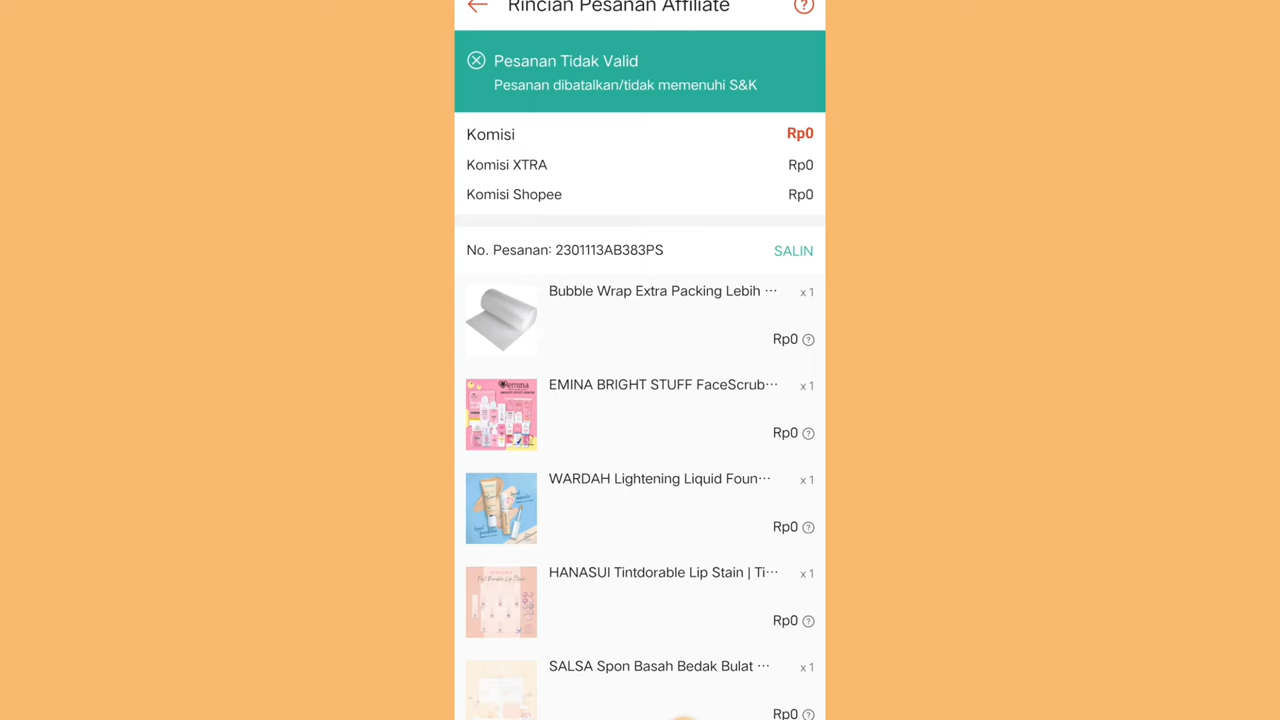 Rincian Pesanan Affiliate
Pesanan Tidak Valid
Pesanan dibatalkan/tidak memenuhi S&K
Komisi Rp0
Komisi XTRA Rp0
Komisi Shopee Rp0
No. Pesanan: 2301113AB383PS SALIN
Bubble Wrap Extra Packing Lebih ··· x 1
Rp0
EMINA BRIGHT STUFF FaceScrub··· x 1
emina
Rp0
WARDAH Lightening Liquid Foun··· x 1
Rp0
HANASUI Tintdorable Lip Stain | Ti··· x 1
Rp0
SALSA Spon Basah Bedak Bulat ··· x 1
Rp0